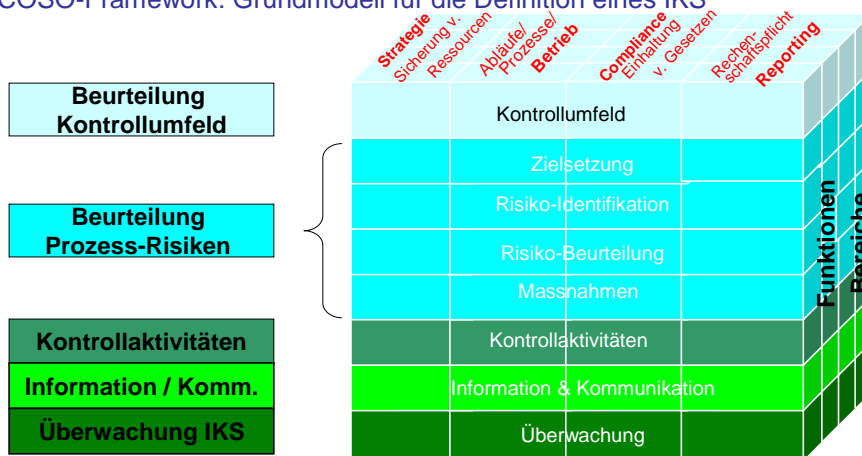 COSO-Framework: Grundmodell für die Definition eines IKS
Strategie
Sicherung v.
Ressourcen
Abläufe/
Prozesse/
Betrieb
Compliance
Einhaltung
v. Gesetzen
Rechen-
schaftspflicht
Reporting
Beurteilung
Kontrollumfeld
Beurteilung
Prozess-Risiken
Kontrollaktivitäten
Information / Komm.
Überwachung IKS
Kontrollumfeld
Zielsetzung
Risiko-Identifikation
Risiko-Beurteilung
Massnahmen
Kontrollaktivitäten
Information & Kommunikation
Überwachung
Funktionen
Bereiche